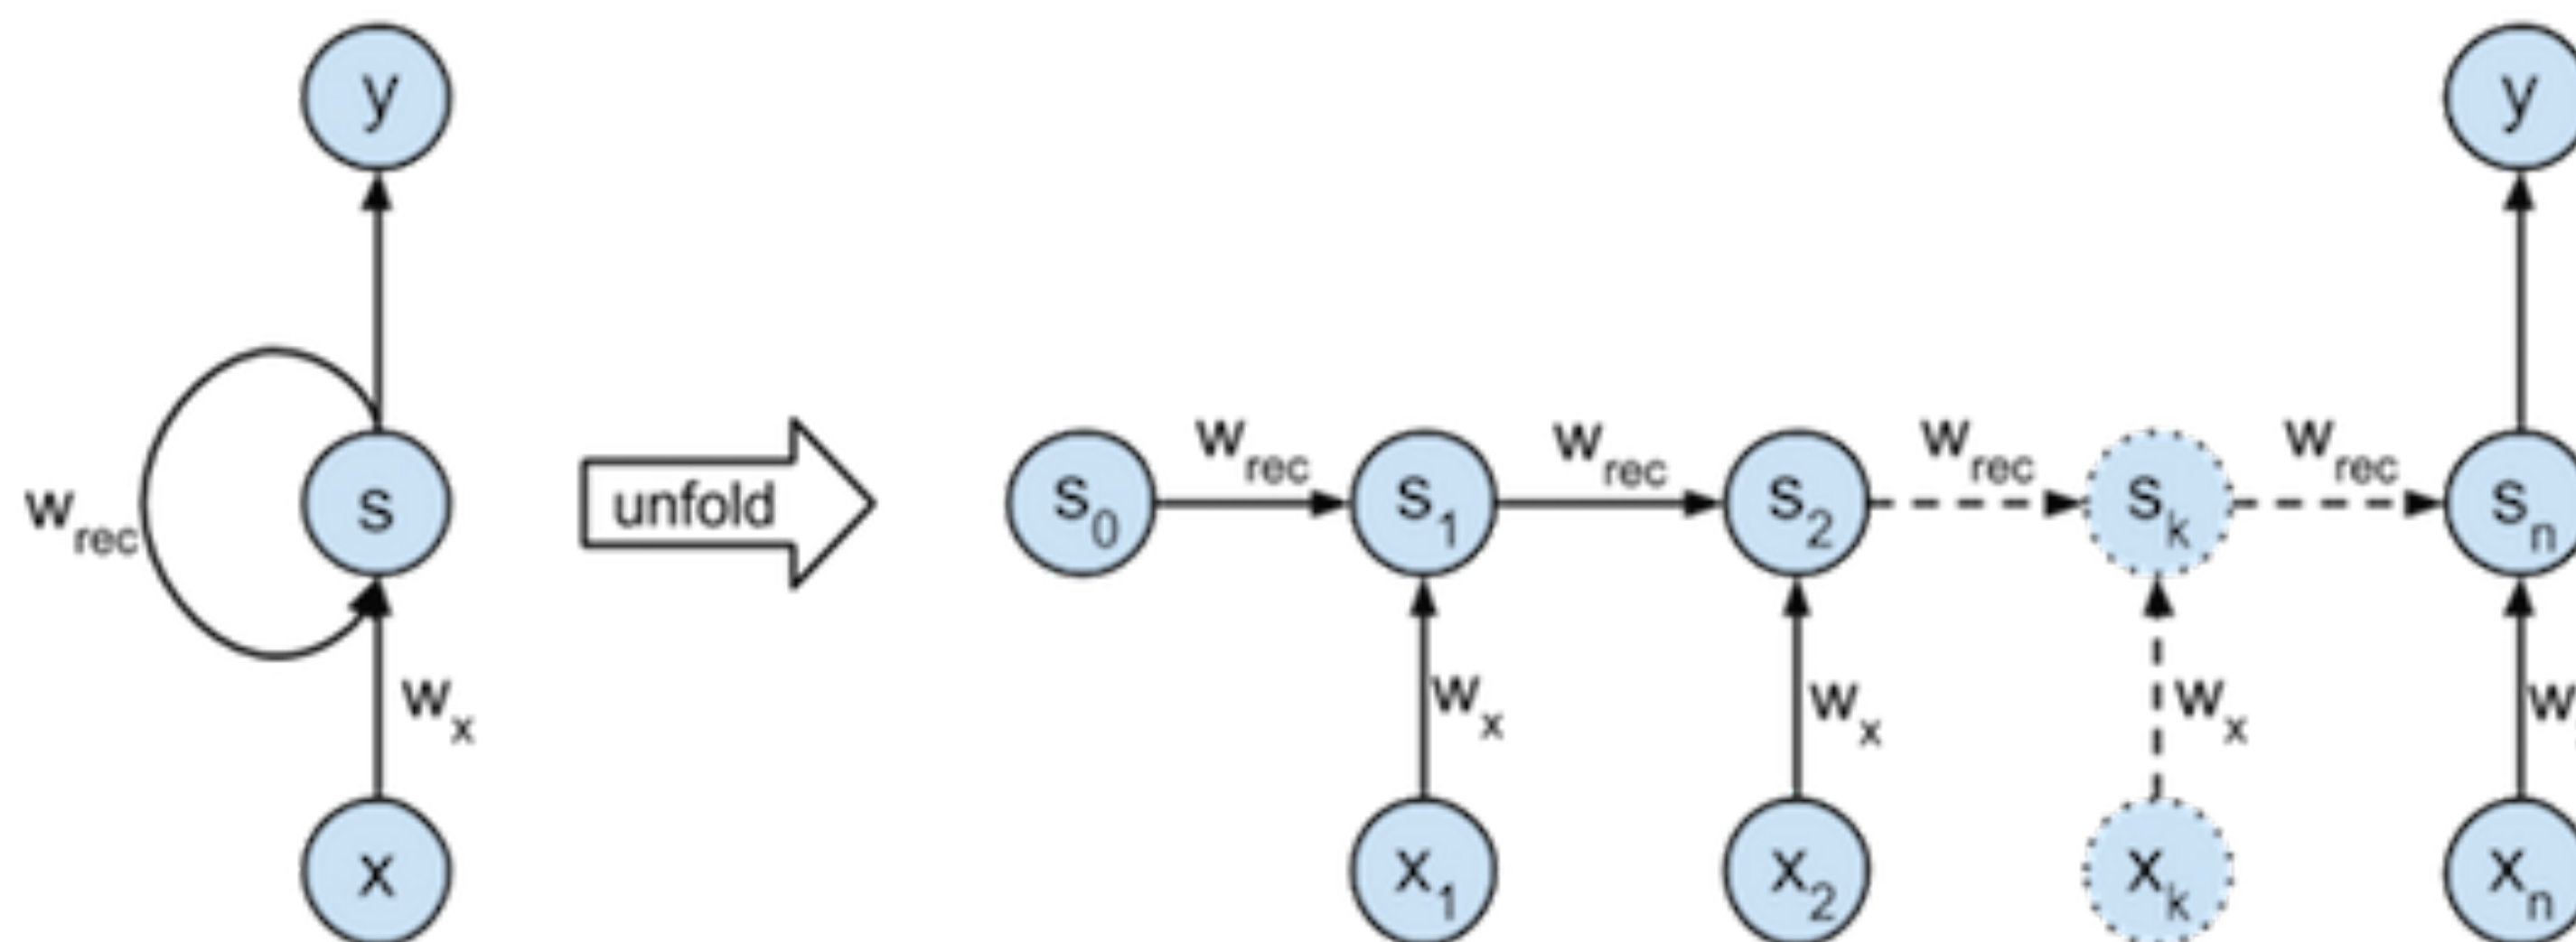 y
y
w_rec
w_rec
w_rec
w_rec
s_0
s_1
s_2
s_k
s_n
w_rec
s
unfold
w_x
w_x
w_x
w_x
w
x
x_1
x_2
x_k
x_n